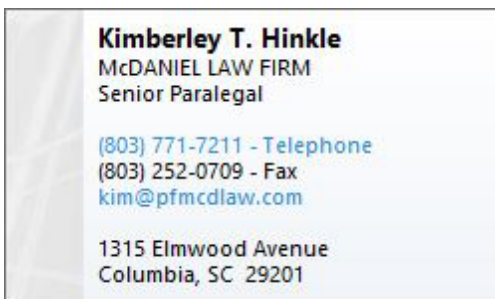 Kimberley T. Hinkle
McDANIEL LAW FIRM
Senior Paralegal
(803) 771-7211 - Telephone
(803) 252-0709 - Fax
kim@pfmcdlaw.com
1315 Elmwood Avenue
Columbia, SC  29201